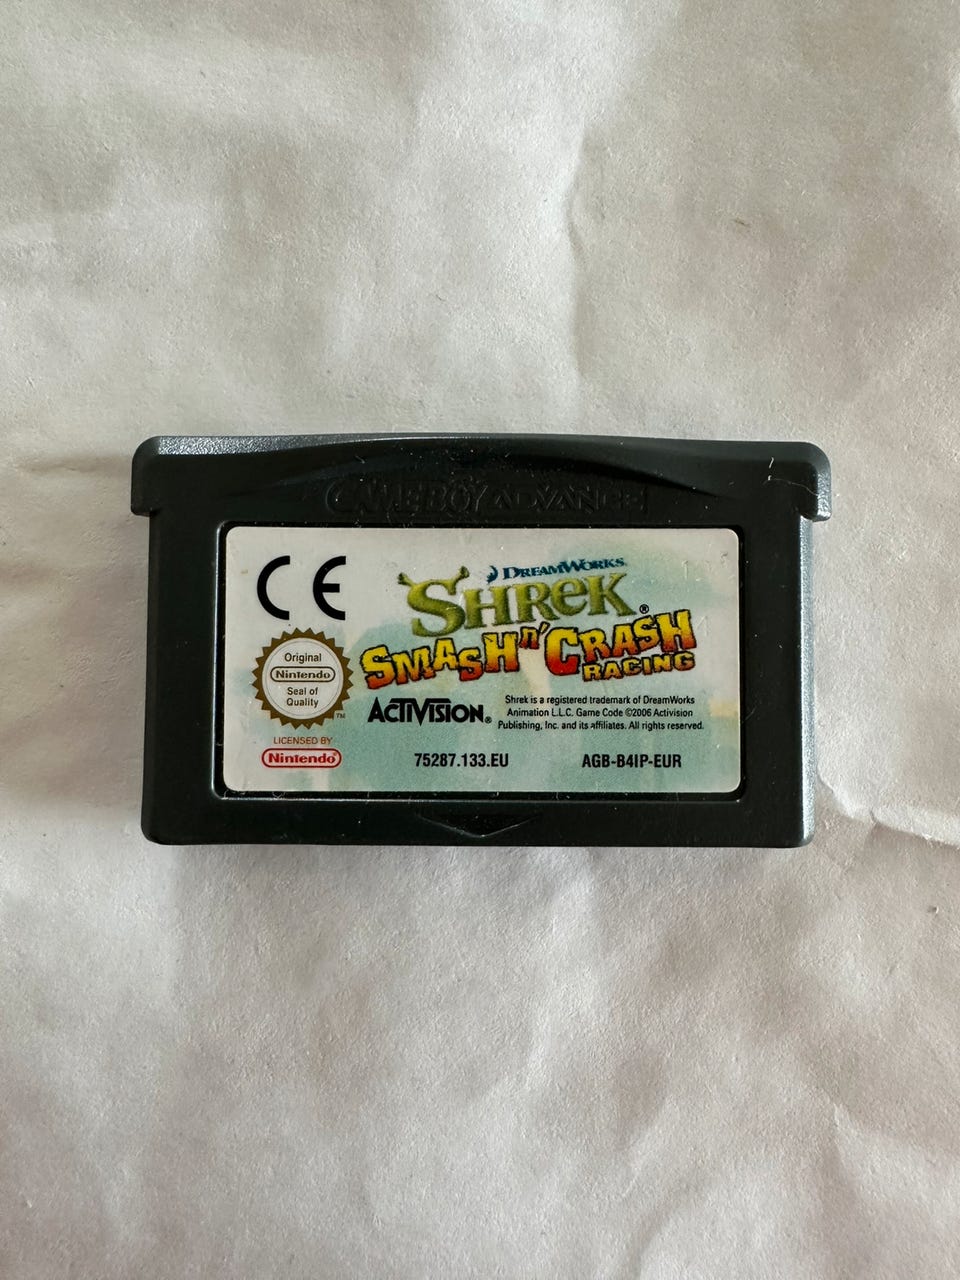 GAME BOY ADVANCE
CE
DREAMWORKS
SHREK®
SMASH n' CRASH
RACING
Original
Nintendo
Seal of
Quality
TM
LICENSED BY
Nintendo®
ACTIVISION®
Shrek is a registered trademark of DreamWorks
Animation L.L.C. Game Code ©2006 Activision
Publishing, Inc. and its affiliates. All rights reserved.
75287.133.EU
AGB-B4IP-EUR